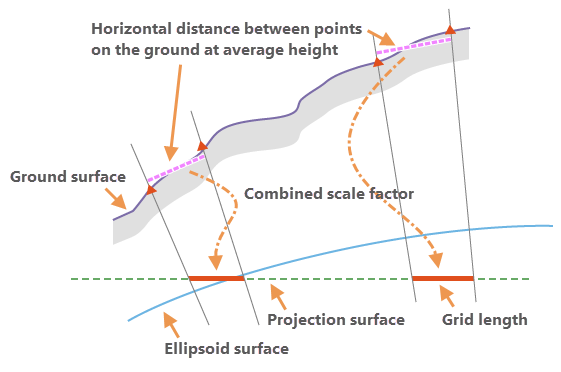 Horizontal distance between points
on the ground at average height
Ground surface
Combined scale factor
Projection surface
Grid length
Ellipsoid surface